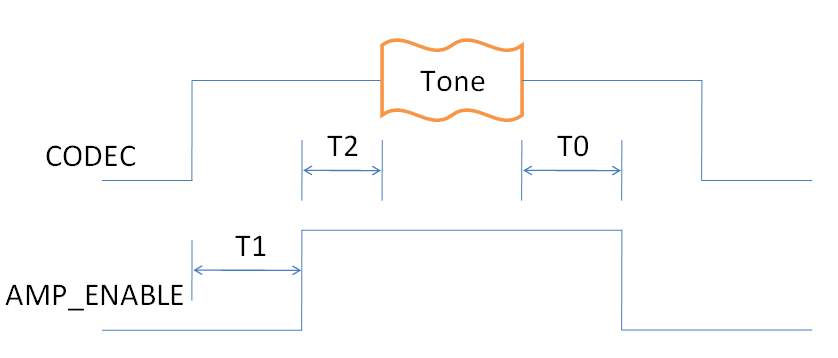 Tone
T2
T0
CODEC
T1
AMP_ENABLE